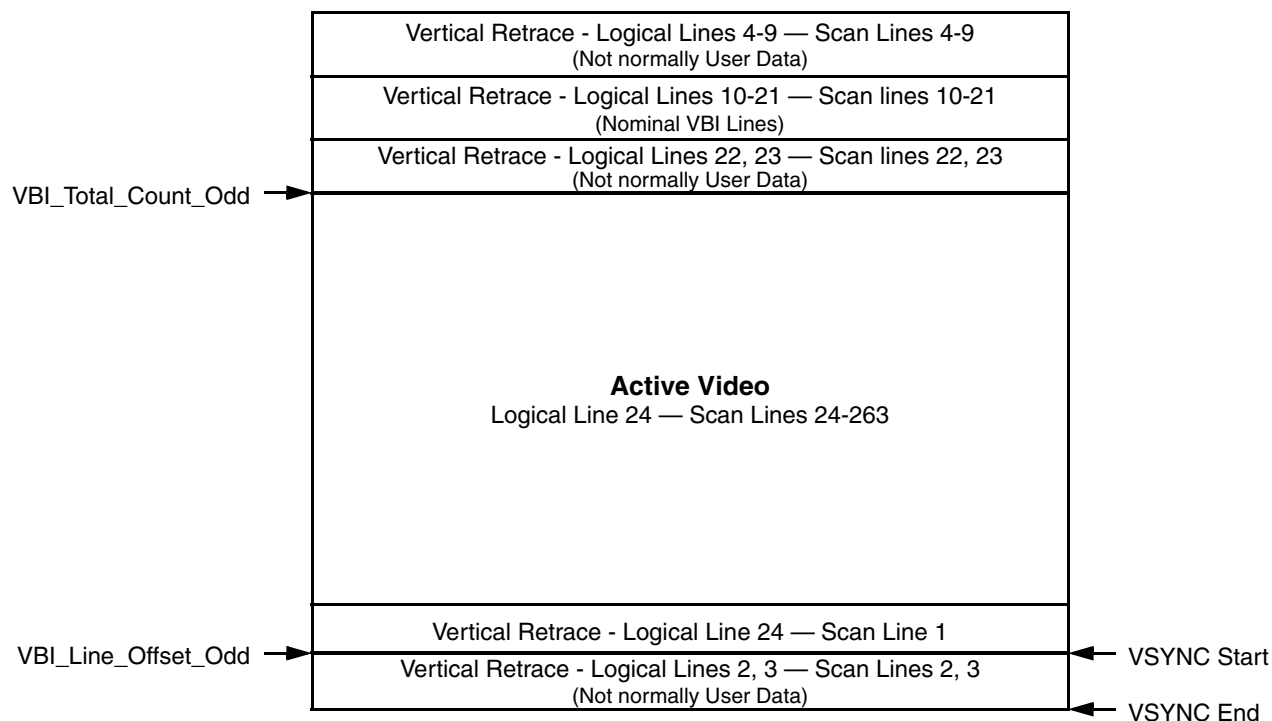 Vertical Retrace - Logical Lines 4-9 — Scan Lines 4-9
(Not normally User Data)
Vertical Retrace - Logical Lines 10-21 — Scan lines 10-21
(Nominal VBI Lines)
Vertical Retrace - Logical Lines 22, 23 — Scan lines 22, 23
(Not normally User Data)
VBI_Total_Count_Odd
Active Video
Logical Line 24 — Scan Lines 24-263
Vertical Retrace - Logical Line 24 — Scan Line 1
VBI_Line_Offset_Odd
VSYNC Start
Vertical Retrace - Logical Lines 2, 3 — Scan Lines 2, 3
(Not normally User Data)
VSYNC End